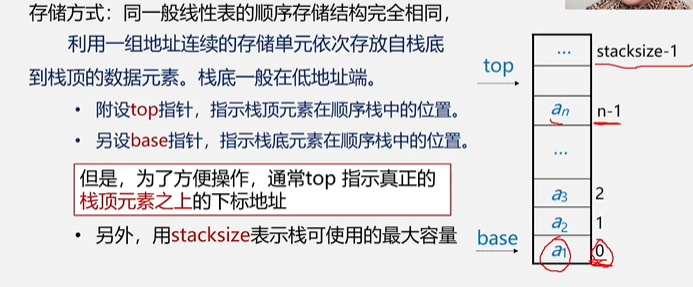 存储方式：同一般线性表的顺序存储结构完全相同，
利用一组地址连续的存储单元依次存放自栈底
到栈顶的数据元素。栈底一般在低地址端。
• 附设top指针，指示栈顶元素在顺序栈中的位置。
• 另设base指针，指示栈底元素在顺序栈中的位置。
但是，为了方便操作，通常top 指示真正的
栈顶元素之上的下标地址
• 另外，用stacksize表示栈可使用的最大容量
… stacksize-1
top
an n-1
…
a3 2
a2 1
base a1 0